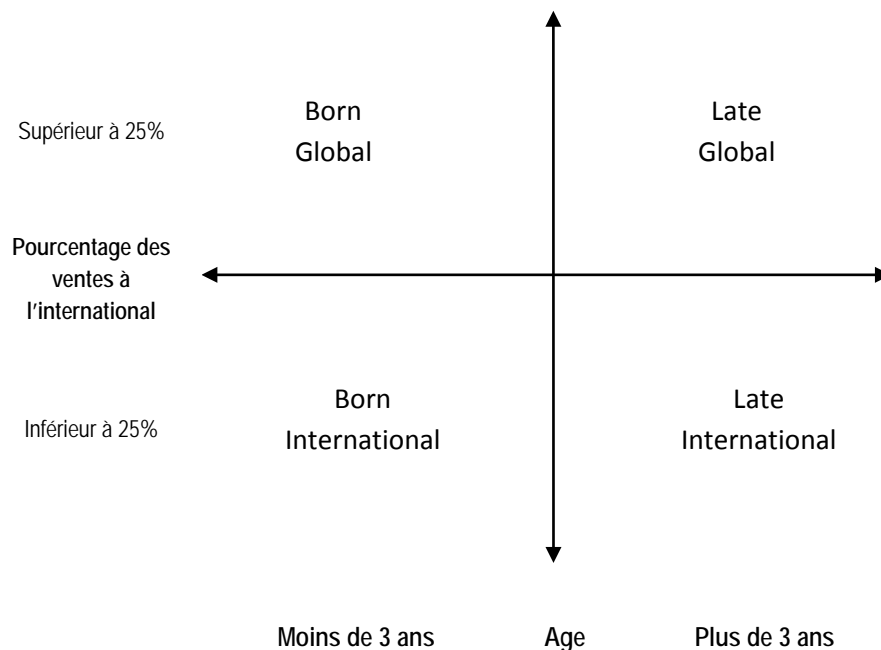 Born
Global
Late
Global
Supérieur à 25%
Pourcentage des
ventes à
l'international
Born
International
Late
International
Inférieur à 25%
Moins de 3 ans
Age
Plus de 3 ans